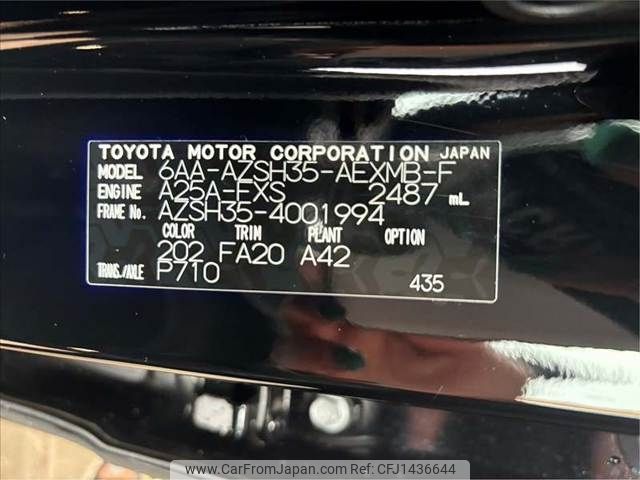 TOYOTA MOTOR CORPORATION JAPAN
MODEL 6AA-AZSH35-AEXMB-F
ENGINE A25A-FXS 2487 mL
FRAME No. AZSH35-4001994
COLOR TRIM PLANT OPTION
202 FA20 A42
TRANS./AXLE P710 435
www.CarFromJapan.com | Ref No. CFJ1436644